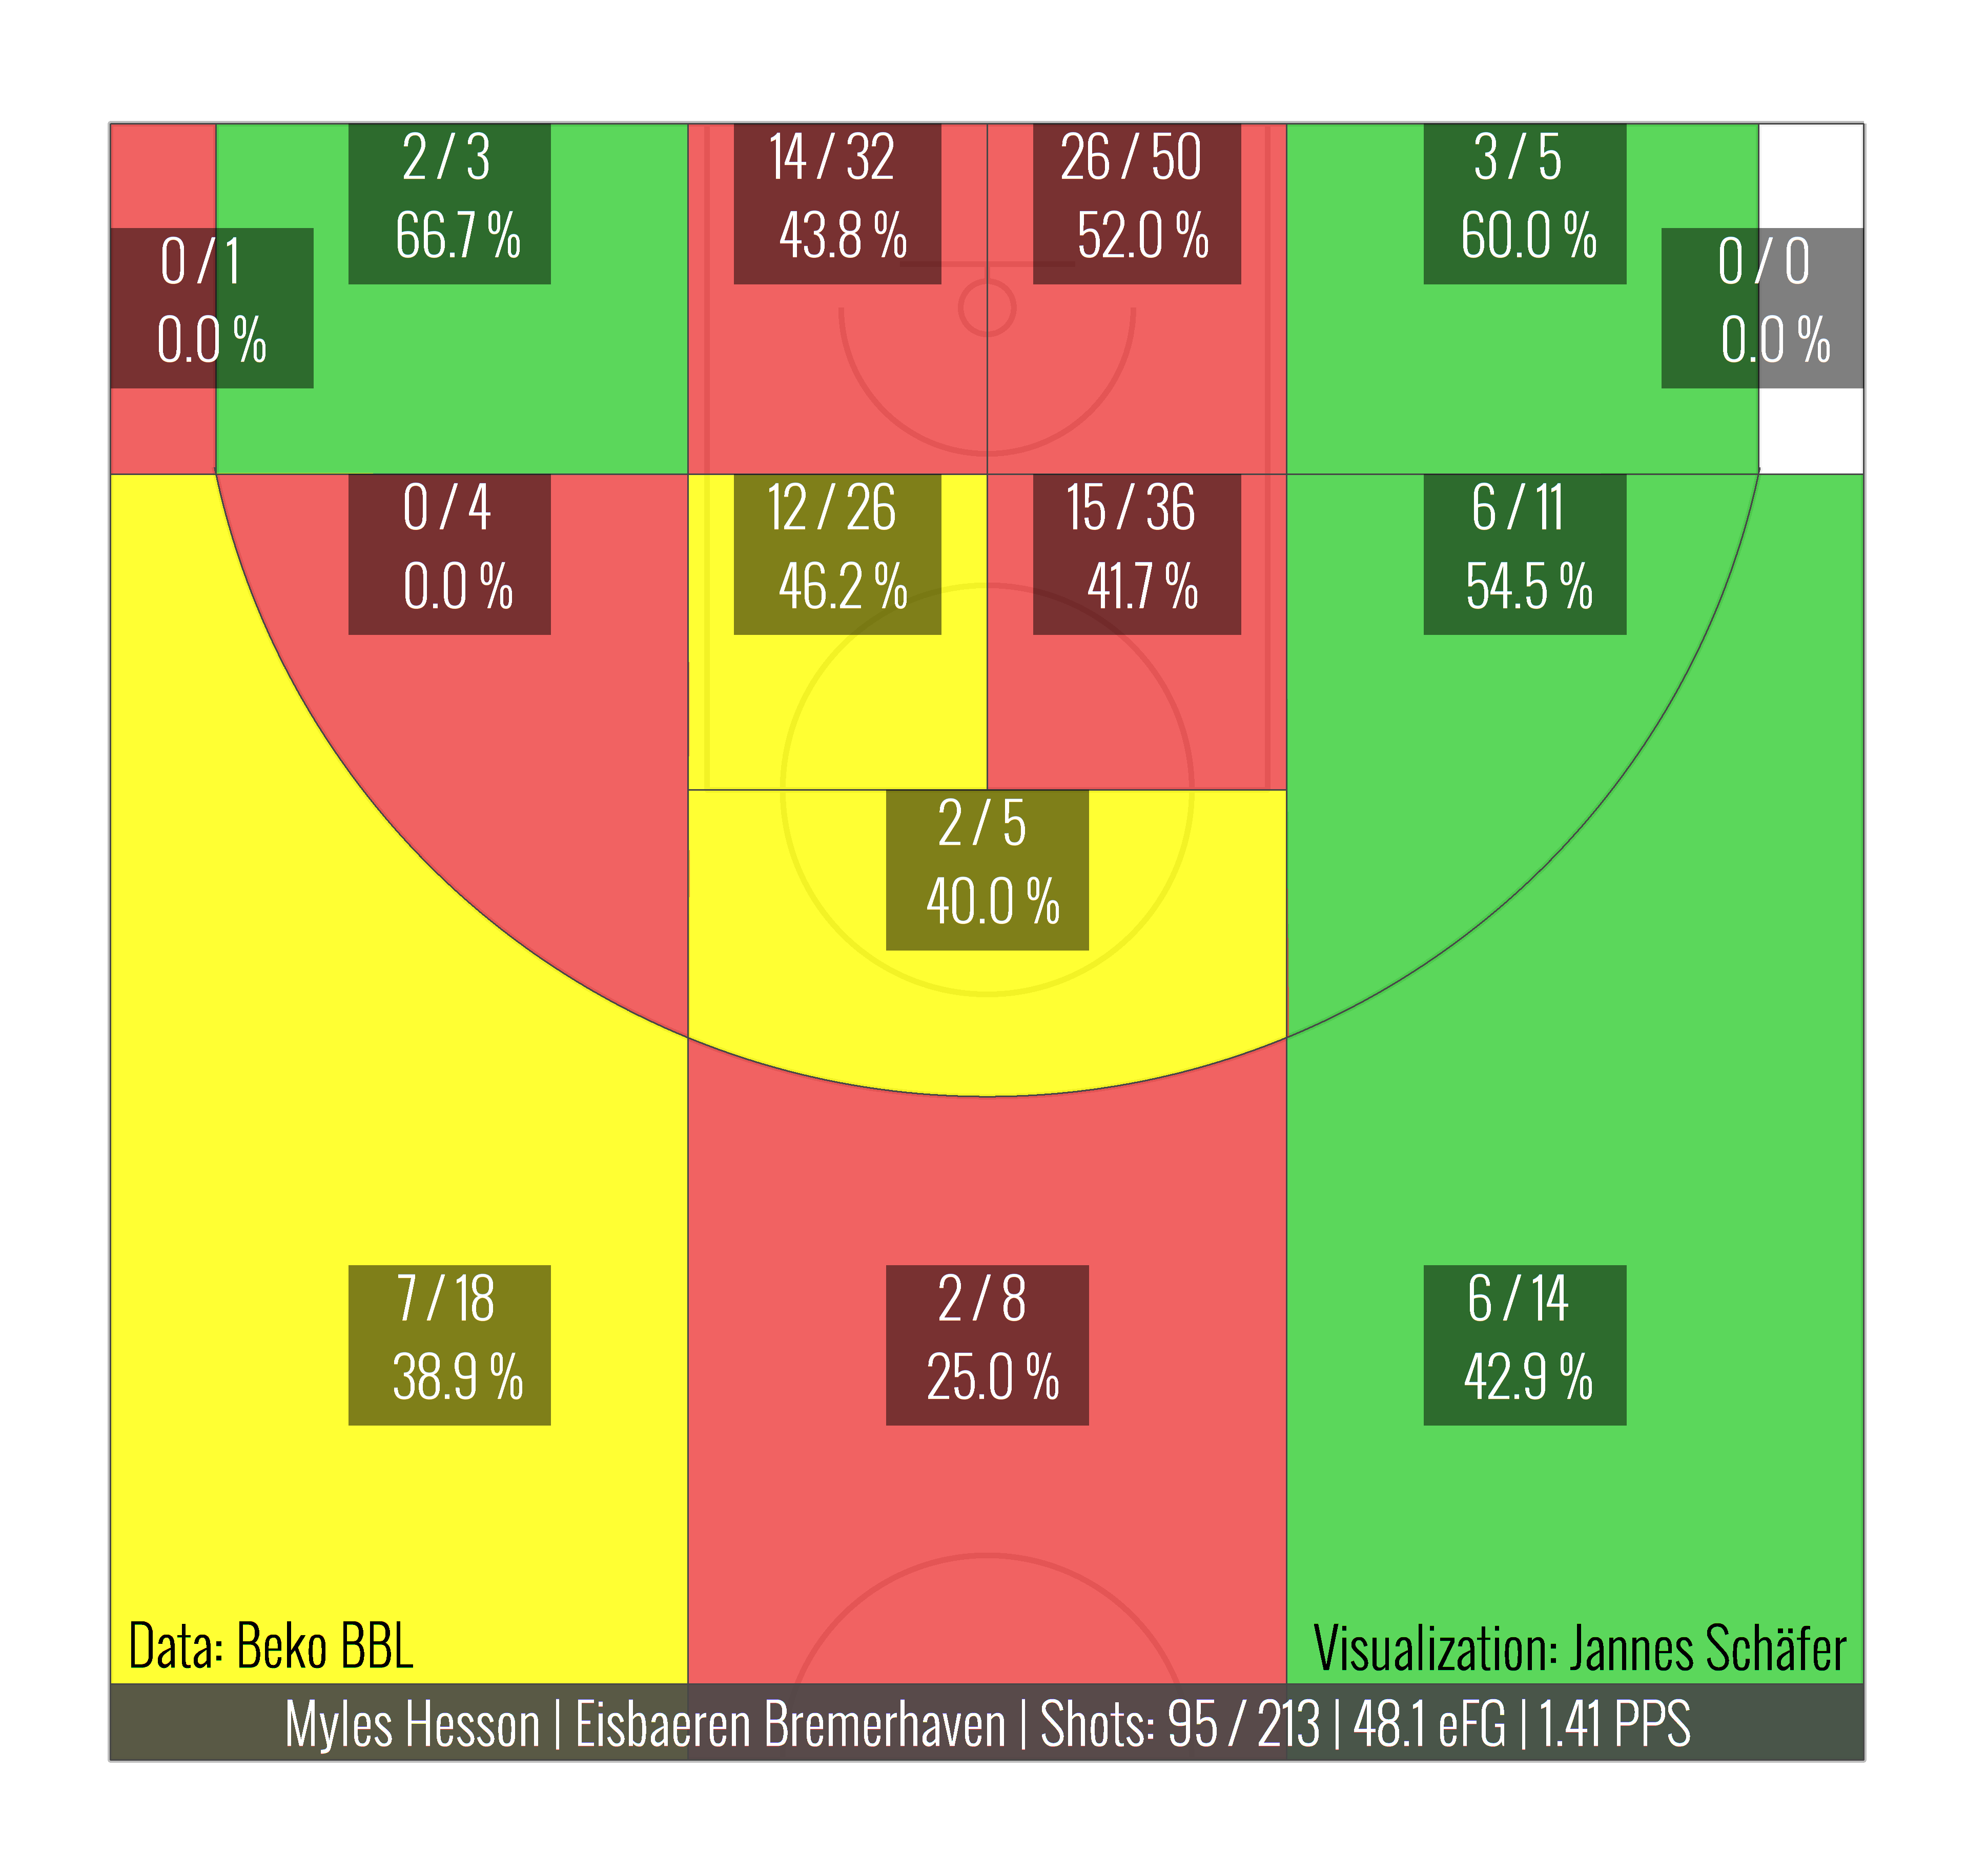 2 / 3
66.7 %
14 / 32
43.8 %
26 / 50
52.0 %
3 / 5
60.0 %
0 / 1
0.0 %
0 / 0
0.0 %
0 / 4
0.0 %
12 / 26
46.2 %
15 / 36
41.7 %
6 / 11
54.5 %
2 / 5
40.0 %
7 / 18
38.9 %
2 / 8
25.0 %
6 / 14
42.9 %
Data: Beko BBL
Visualization: Jannes Schäfer
Myles Hesson | Eisbaeren Bremerhaven | Shots: 95 / 213 | 48.1 eFG | 1.41 PPS